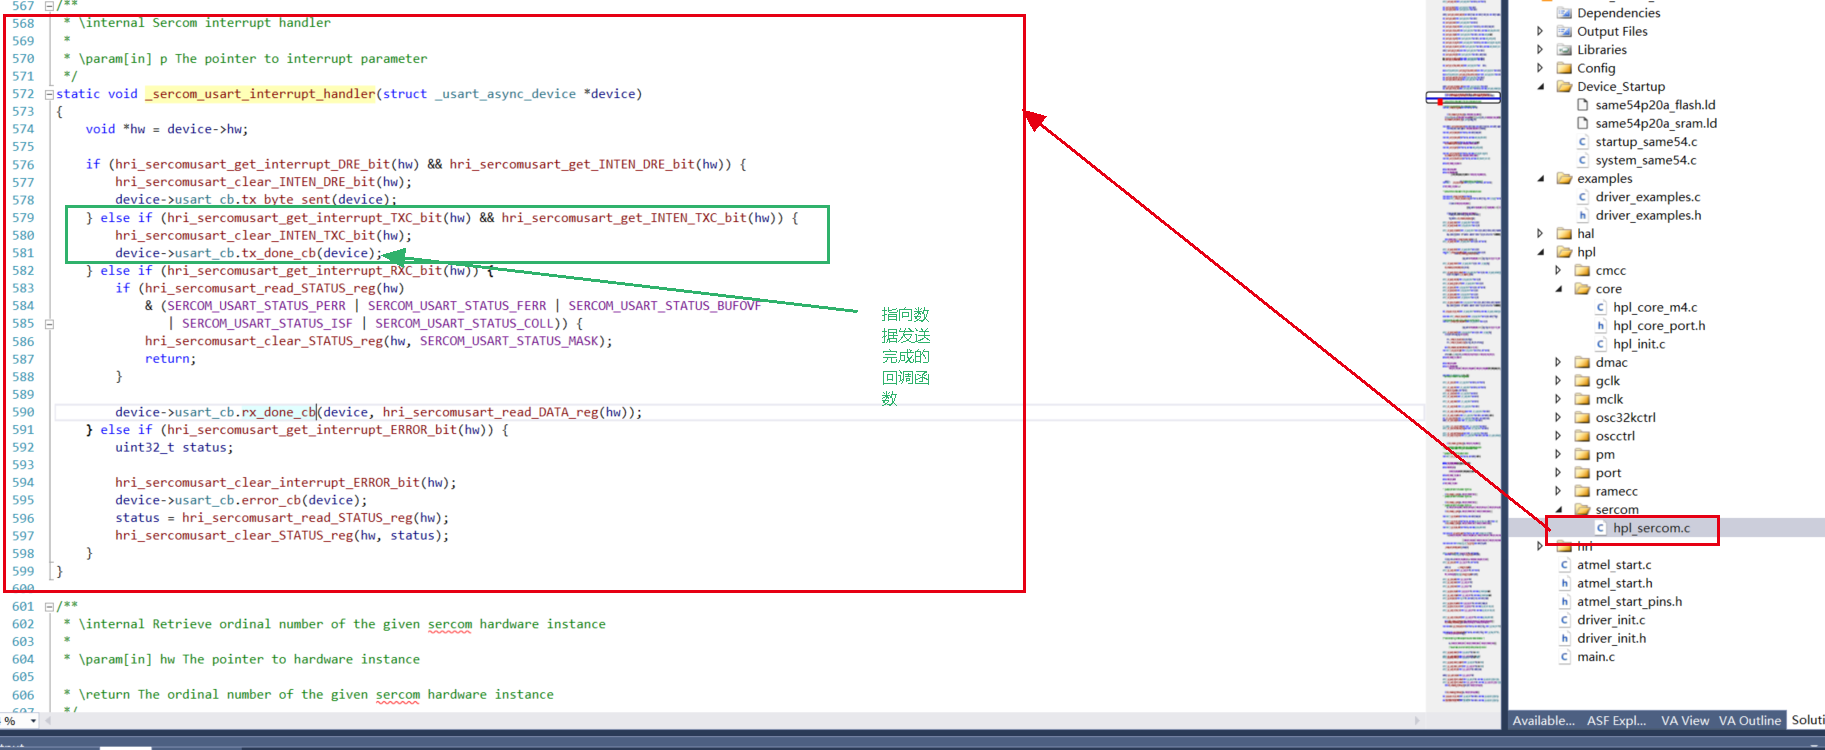 567 /**
568  * \internal Sercom interrupt handler
569  *
570  * \param[in] p The pointer to interrupt parameter
571  */
572 static void _sercom_usart_interrupt_handler(struct _usart_async_device *device)
573 {
574     void *hw = device->hw;
575
576     if (hri_sercomusart_get_interrupt_DRE_bit(hw) && hri_sercomusart_get_INTEN_DRE_bit(hw)) {
577         hri_sercomusart_clear_INTEN_DRE_bit(hw);
578         device->usart_cb.tx_byte_sent(device);
579     } else if (hri_sercomusart_get_interrupt_TXC_bit(hw) && hri_sercomusart_get_INTEN_TXC_bit(hw)) {
580         hri_sercomusart_clear_INTEN_TXC_bit(hw);
581         device->usart_cb.tx_done_cb(device);
582     } else if (hri_sercomusart_get_interrupt_RXC_bit(hw)) {
583         if (hri_sercomusart_read_STATUS_reg(hw)
584             & (SERCOM_USART_STATUS_PERR | SERCOM_USART_STATUS_FERR | SERCOM_USART_STATUS_BUFOVF
585                | SERCOM_USART_STATUS_ISF | SERCOM_USART_STATUS_COLL)) {
586             hri_sercomusart_clear_STATUS_reg(hw, SERCOM_USART_STATUS_MASK);
587             return;
588         }
589
590         device->usart_cb.rx_done_cb(device, hri_sercomusart_read_DATA_reg(hw));
591     } else if (hri_sercomusart_get_interrupt_ERROR_bit(hw)) {
592         uint32_t status;
593
594         hri_sercomusart_clear_interrupt_ERROR_bit(hw);
595         device->usart_cb.error_cb(device);
596         status = hri_sercomusart_read_STATUS_reg(hw);
597         hri_sercomusart_clear_STATUS_reg(hw, status);
598     }
599 }
600
601 /**
602  * \internal Retrieve ordinal number of the given sercom hardware instance
603  *
604  * \param[in] hw The pointer to hardware instance
605
606  * \return The ordinal number of the given sercom hardware instance
607  */
指向数
据发送
完成的
回调函
数
%
Dependencies
Output Files
Libraries
Config
Device_Startup
same54p20a_flash.ld
same54p20a_sram.ld
startup_same54.c
system_same54.c
examples
driver_examples.c
driver_examples.h
hal
hpl
cmcc
core
hpl_core_m4.c
hpl_core_port.h
hpl_init.c
dmac
gclk
mclk
osc32kctrl
oscctrl
pm
port
ramecc
sercom
hpl_sercom.c
hri
atmel_start.c
atmel_start.h
atmel_start_pins.h
driver_init.c
driver_init.h
main.c
Available... ASF Expl... VA View VA Outline Soluti